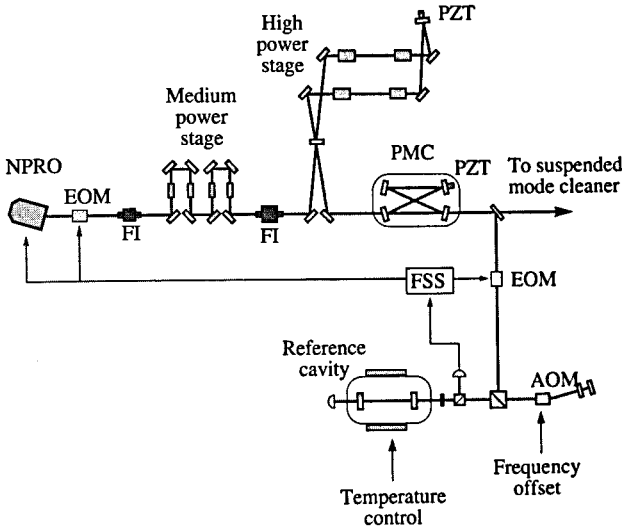 High
power
stage
PZT
Medium
power
stage
NPRO
EOM
FI
FI
PMC
PZT
To suspended
mode cleaner
FSS
EOM
Reference
cavity
AOM
Temperature
control
Frequency
offset